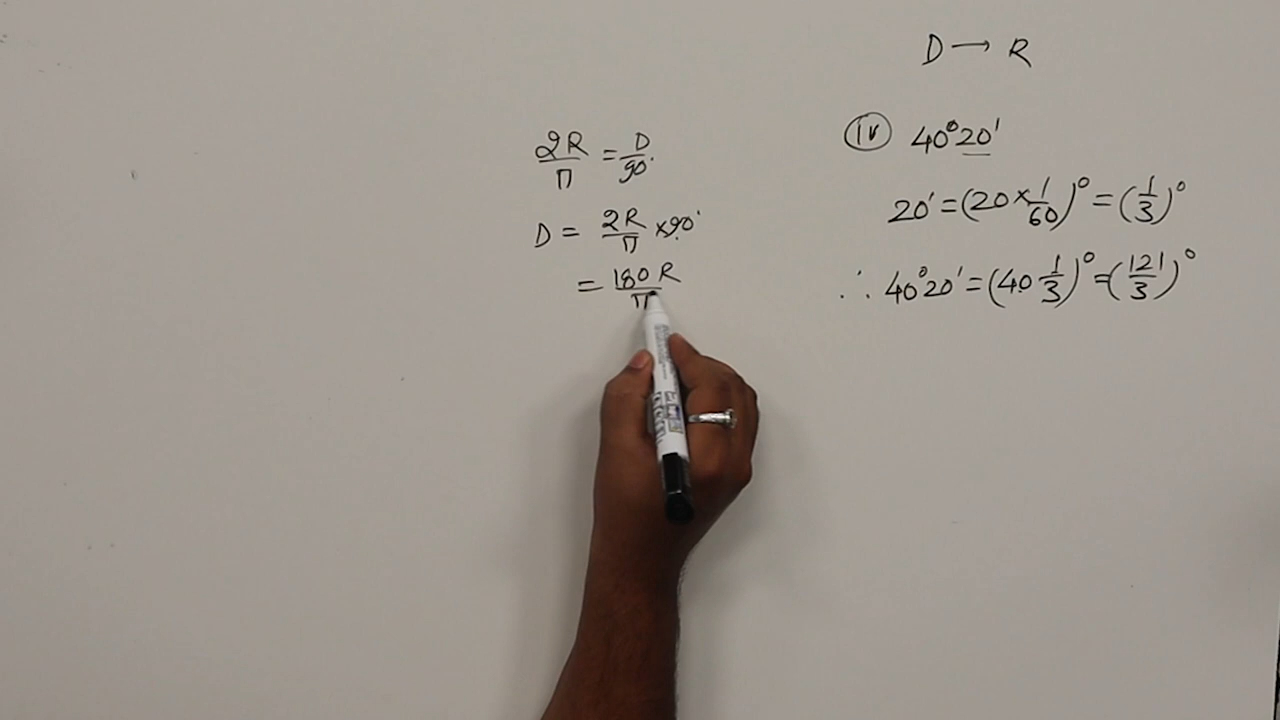 2R/π = D/90
D = 2R/π × 90
= 180 R/π
D → R
(iv) 40°20'
20' = (20 × 1/60)° = (1/3)°
∴ 40°20' = (40 1/3)° = (121/3)°